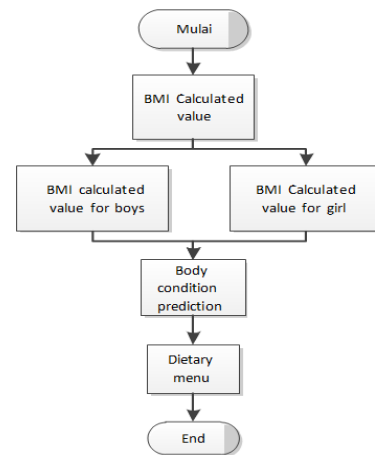 Mulai
BMI Calculated
value
BMI calculated
value for boys
BMI Calculated
value for girl
Body
condition
prediction
Dietary
menu
End